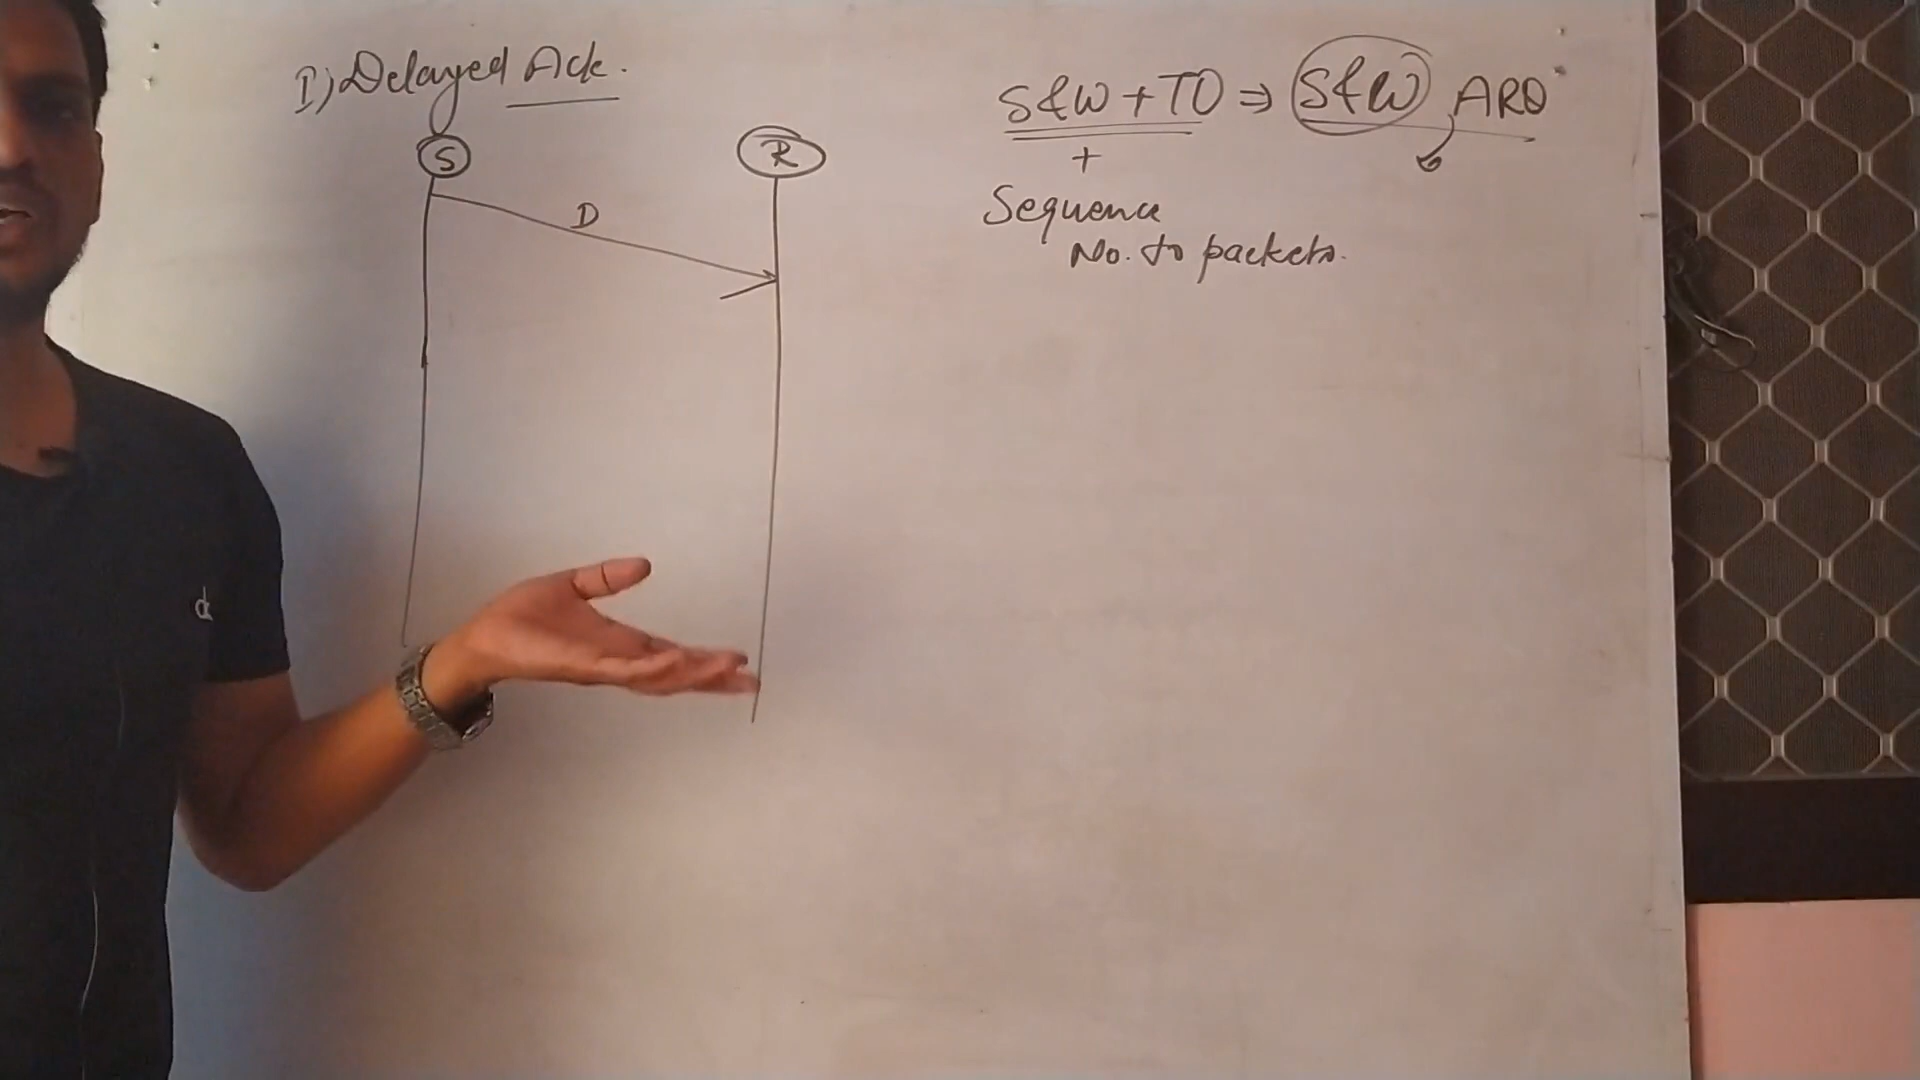 I) Delayed Ack.
S
R
D
S&W + TO ⇒ S&W ARQ
+
Sequence
No. to packets.